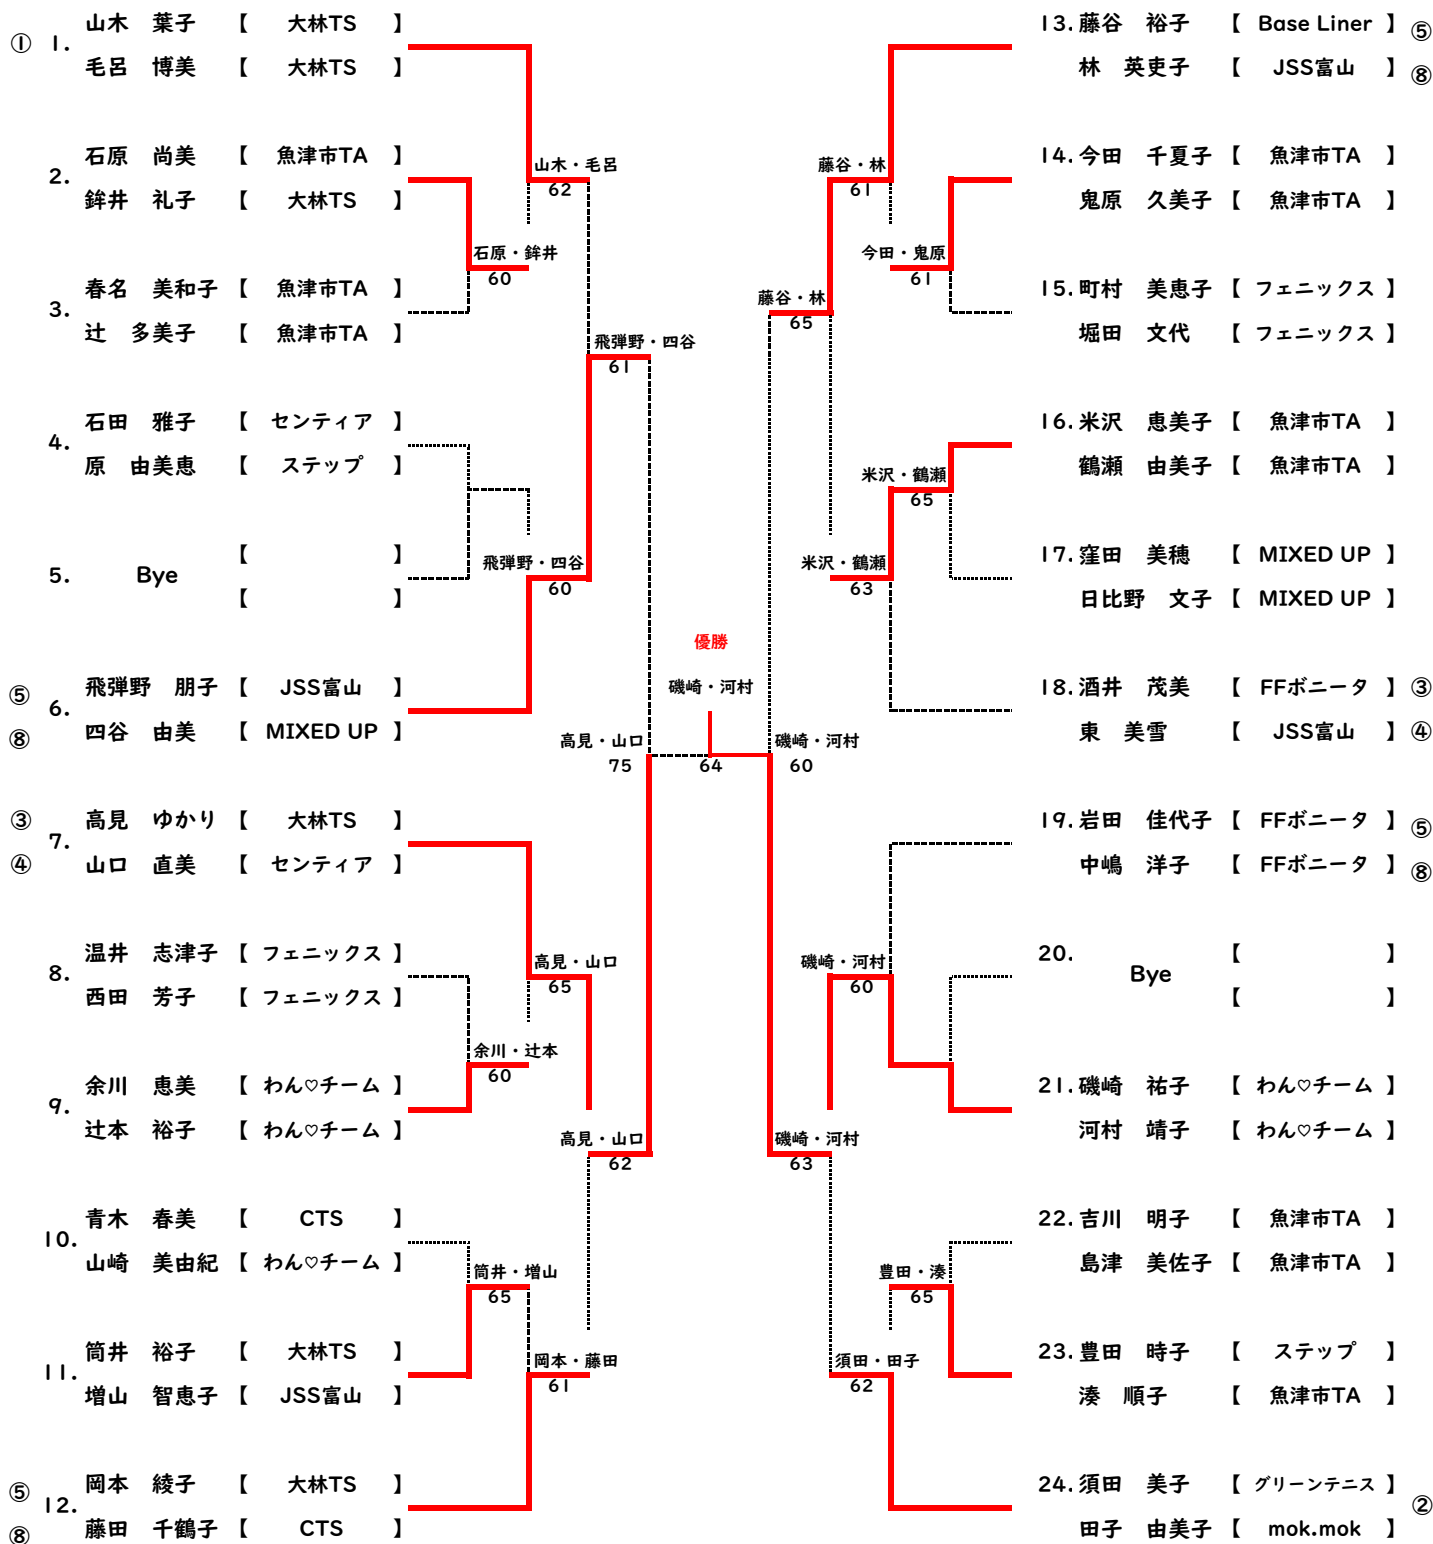 ① 1. 山木　葉子 【 大林TS 】
毛呂　博美 【 大林TS 】
2. 石原　尚美 【 魚津市TA 】
鉾井　礼子 【 大林TS 】
3. 春名　美和子 【 魚津市TA 】
辻　多美子 【 魚津市TA 】
4. 石田　雅子 【 センティア 】
原　由美恵 【 ステップ 】
5. Bye 【 】
【 】
⑤ 6. 飛弾野　朋子 【 JSS富山 】
⑧ 四谷　由美 【 MIXED UP 】
③ 7. 高見　ゆかり 【 大林TS 】
④ 山口　直美 【 センティア 】
8. 温井　志津子 【 フェニックス 】
西田　芳子 【 フェニックス 】
9. 余川　恵美 【 わん♡チーム 】
辻本　裕子 【 わん♡チーム 】
10. 青木　春美 【 CTS 】
山崎　美由紀 【 わん♡チーム 】
11. 筒井　裕子 【 大林TS 】
増山　智恵子 【 JSS富山 】
⑤ 12. 岡本　綾子 【 大林TS 】
⑧ 藤田　千鶴子 【 CTS 】
山木・毛呂
62
石原・鉾井
60
飛弾野・四谷
61
飛弾野・四谷
60
高見・山口
75
高見・山口
65
余川・辻本
60
高見・山口
62
筒井・増山
65
岡本・藤田
61
優勝
磯崎・河村
64
藤谷・林
61
今田・鬼原
61
藤谷・林
65
米沢・鶴瀬
65
米沢・鶴瀬
63
磯崎・河村
60
磯崎・河村
60
磯崎・河村
63
豊田・湊
65
須田・田子
62
13. 藤谷　裕子 【 Base Liner 】 ⑤
林　英吏子 【 JSS富山 】 ⑧
14. 今田　千夏子 【 魚津市TA 】
鬼原　久美子 【 魚津市TA 】
15. 町村　美恵子 【 フェニックス 】
堀田　文代 【 フェニックス 】
16. 米沢　恵美子 【 魚津市TA 】
鶴瀬　由美子 【 魚津市TA 】
17. 窪田　美穂 【 MIXED UP 】
日比野　文子 【 MIXED UP 】
18. 酒井　茂美 【 FFボニータ 】 ③
東　美雪 【 JSS富山 】 ④
19. 岩田　佳代子 【 FFボニータ 】 ⑤
中嶋　洋子 【 FFボニータ 】 ⑧
20. Bye 【 】
【 】
21. 磯崎　祐子 【 わん♡チーム 】
河村　靖子 【 わん♡チーム 】
22. 吉川　明子 【 魚津市TA 】
島津　美佐子 【 魚津市TA 】
23. 豊田　時子 【 ステップ 】
湊　順子 【 魚津市TA 】
24. 須田　美子 【 グリーンテニス 】 ②
田子　由美子 【 mok.mok 】